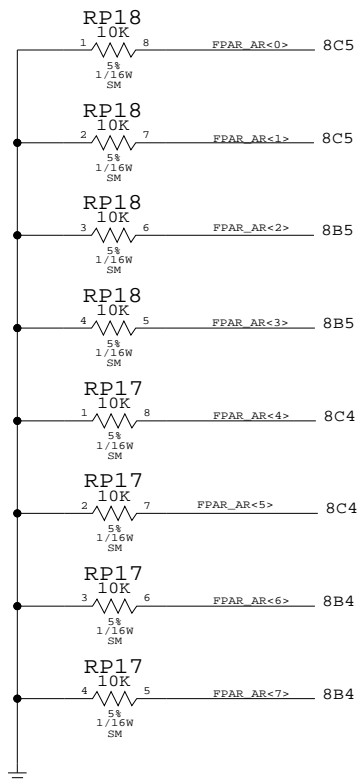 RP18
10K
1 8 FPAR_AR<0> 8C5
5%
1/16W
SM
RP18
10K
2 7 FPAR_AR<1> 8C5
5%
1/16W
SM
RP18
10K
3 6 FPAR_AR<2> 8B5
5%
1/16W
SM
RP18
10K
4 5 FPAR_AR<3> 8B5
5%
1/16W
SM
RP17
10K
1 8 FPAR_AR<4> 8C4
5%
1/16W
SM
RP17
10K
2 7 FPAR_AR<5> 8C4
5%
1/16W
SM
RP17
10K
3 6 FPAR_AR<6> 8B4
5%
1/16W
SM
RP17
10K
4 5 FPAR_AR<7> 8B4
5%
1/16W
SM